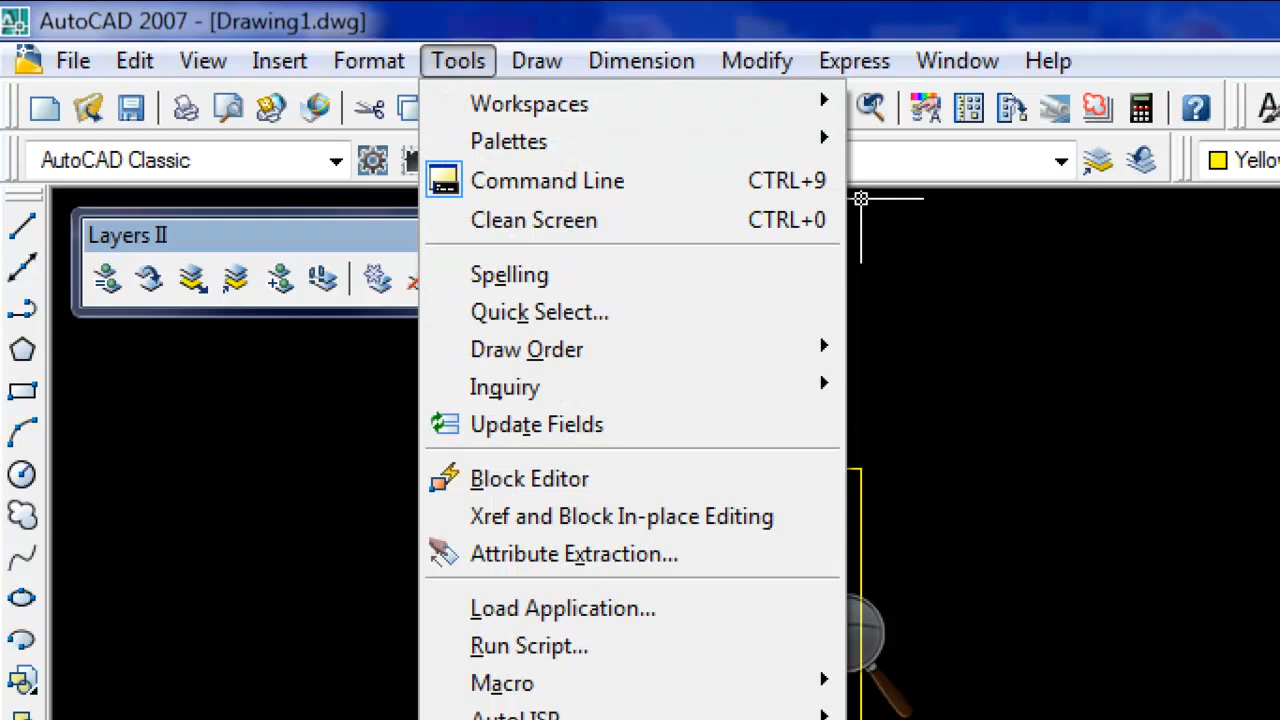 AutoCAD 2007 - [Drawing1.dwg]
File Edit View Insert Format Tools Draw Dimension Modify Express Window Help
AutoCAD Classic
Layers II
Workspaces
Palettes
Command Line CTRL+9
Clean Screen CTRL+0
Spelling
Quick Select...
Draw Order
Inquiry
Update Fields
Block Editor
Xref and Block In-place Editing
Attribute Extraction...
Load Application...
Run Script...
Macro